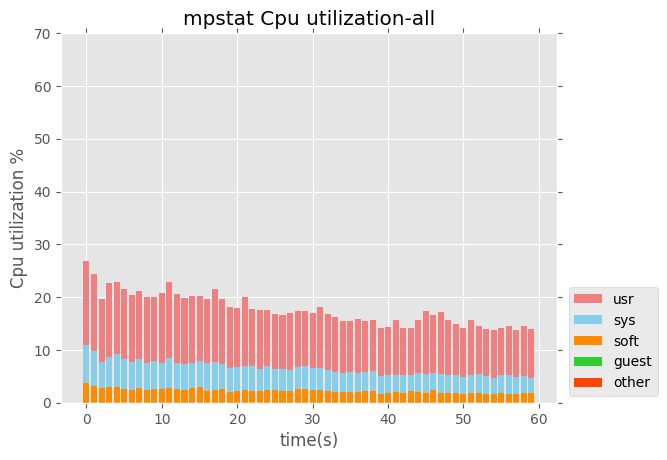 mpstat Cpu utilization-all
70
60
50
40
30
20
10
0
Cpu utilization %
0 10 20 30 40 50 60
time(s)
usr
sys
soft
guest
other